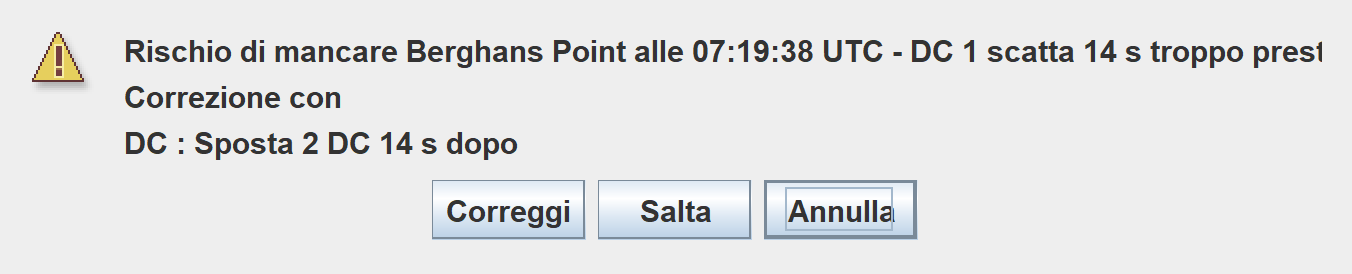 Rischio di mancare Berghans Point alle 07:19:38 UTC - DC 1 scatta 14 s troppo prest
Correzione con
DC : Sposta 2 DC 14 s dopo
Correggi Salta Annulla